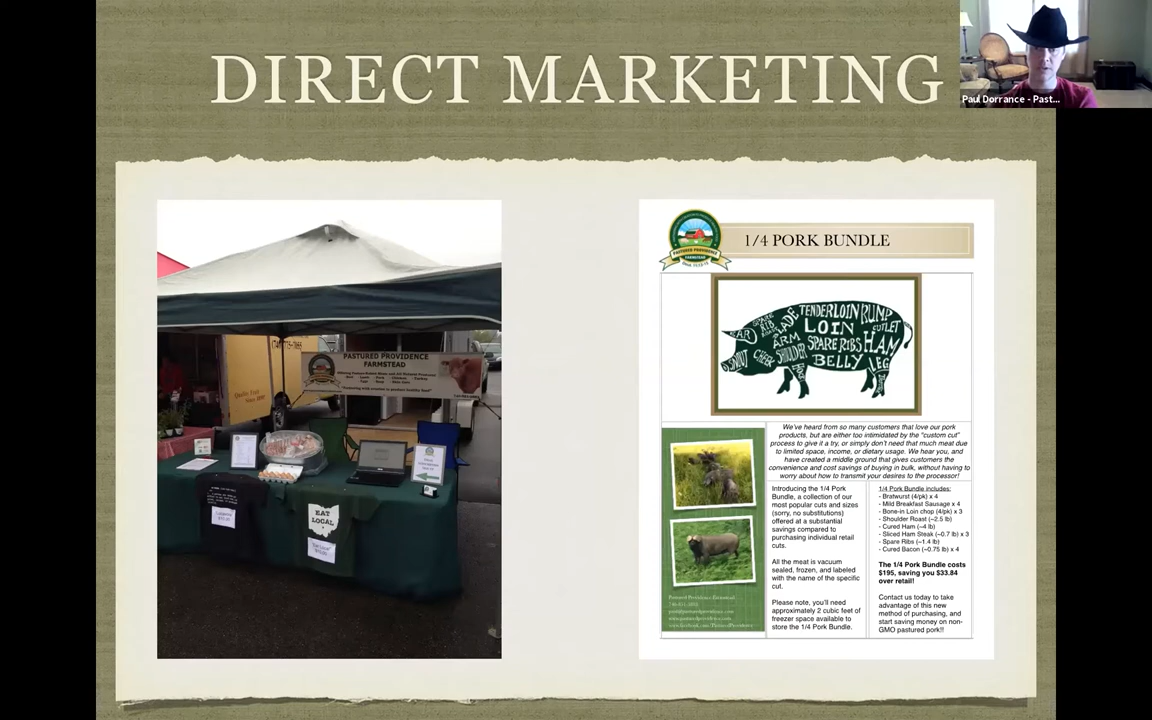 DIRECT MARKETING
Paul Dorrance - Past...
PASTURED PROVIDENCE
FARMSTEAD
EAT
LOCAL
PASTURED PROVIDENCE
FARMSTEAD
1/4 PORK BUNDLE
EAR
SPARE
RIB
BLADE
TENDERLOIN
RUMP
LOIN
CUTLET
ARM
SHOULDER
SPARE RIBS
HAM
SNOUT
CHEEK
BELLY
LEG
We've heard from so many customers that love our pork
products, but are either too intimidated by the "custom cut"
process to give it a try, or simply don't need that much meat due
to limited space, income, or dietary usage. We hear you, and
have created a middle ground that gives customers the
convenience and cost savings of buying in bulk, without having to
worry about how to transmit your desires to the processor!
Introducing the 1/4 Pork
Bundle, a collection of our
most popular cuts and sizes
(sorry, no substitutions)
offered at a substantial
savings compared to
purchasing individual retail
cuts.
All the meat is vacuum
sealed, frozen, and labeled
with the name of the specific
cut.
Please note, you'll need
approximately 2 cubic feet of
freezer space available to
store the 1/4 Pork Bundle.
1/4 Pork Bundle includes:
- Bratwurst (4/pk) x 4
- Mild Breakfast Sausage x 4
- Bone-in Loin chop (4/pk) x 3
- Shoulder Roast (~2.5 lb)
- Cured Ham (~4 lb)
- Sliced Ham Steak (~0.7 lb) x 3
- Spare Ribs (~1.4 lb)
- Cured Bacon (~0.75 lb) x 4
The 1/4 Pork Bundle costs
$195, saving you $33.84
over retail!
Contact us today to take
advantage of this new
method of purchasing, and
start saving money on non-
GMO pastured pork!!
Pastured Providence Farmstead